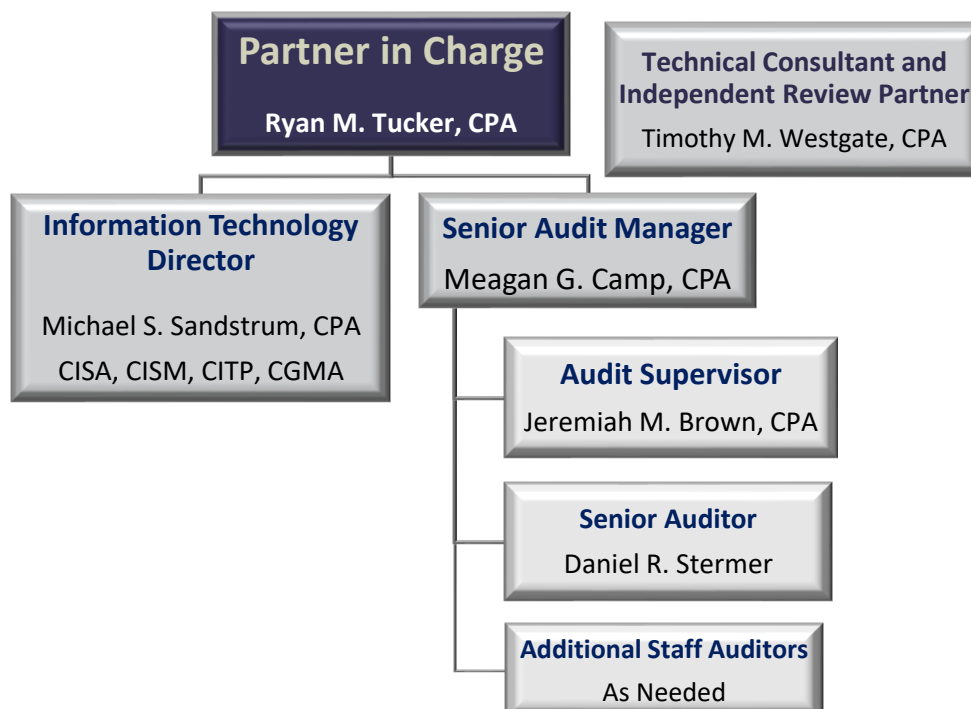 Partner in Charge
Ryan M. Tucker, CPA
Technical Consultant and
Independent Review Partner
Timothy M. Westgate, CPA
Information Technology
Director
Michael S. Sandstrum, CPA
CISA, CISM, CITP, CGMA
Senior Audit Manager
Meagan G. Camp, CPA
Audit Supervisor
Jeremiah M. Brown, CPA
Senior Auditor
Daniel R. Stermer
Additional Staff Auditors
As Needed